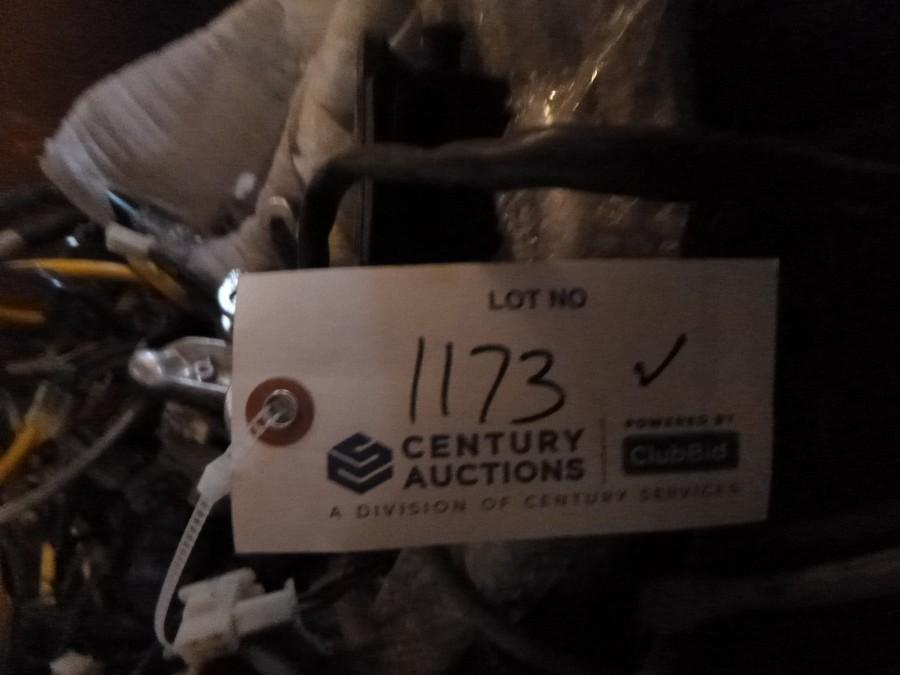 LOT NO
1173 ✓
CENTURY
AUCTIONS
POWERED BY
ClubBid
A DIVISION OF CENTURY SERVICES